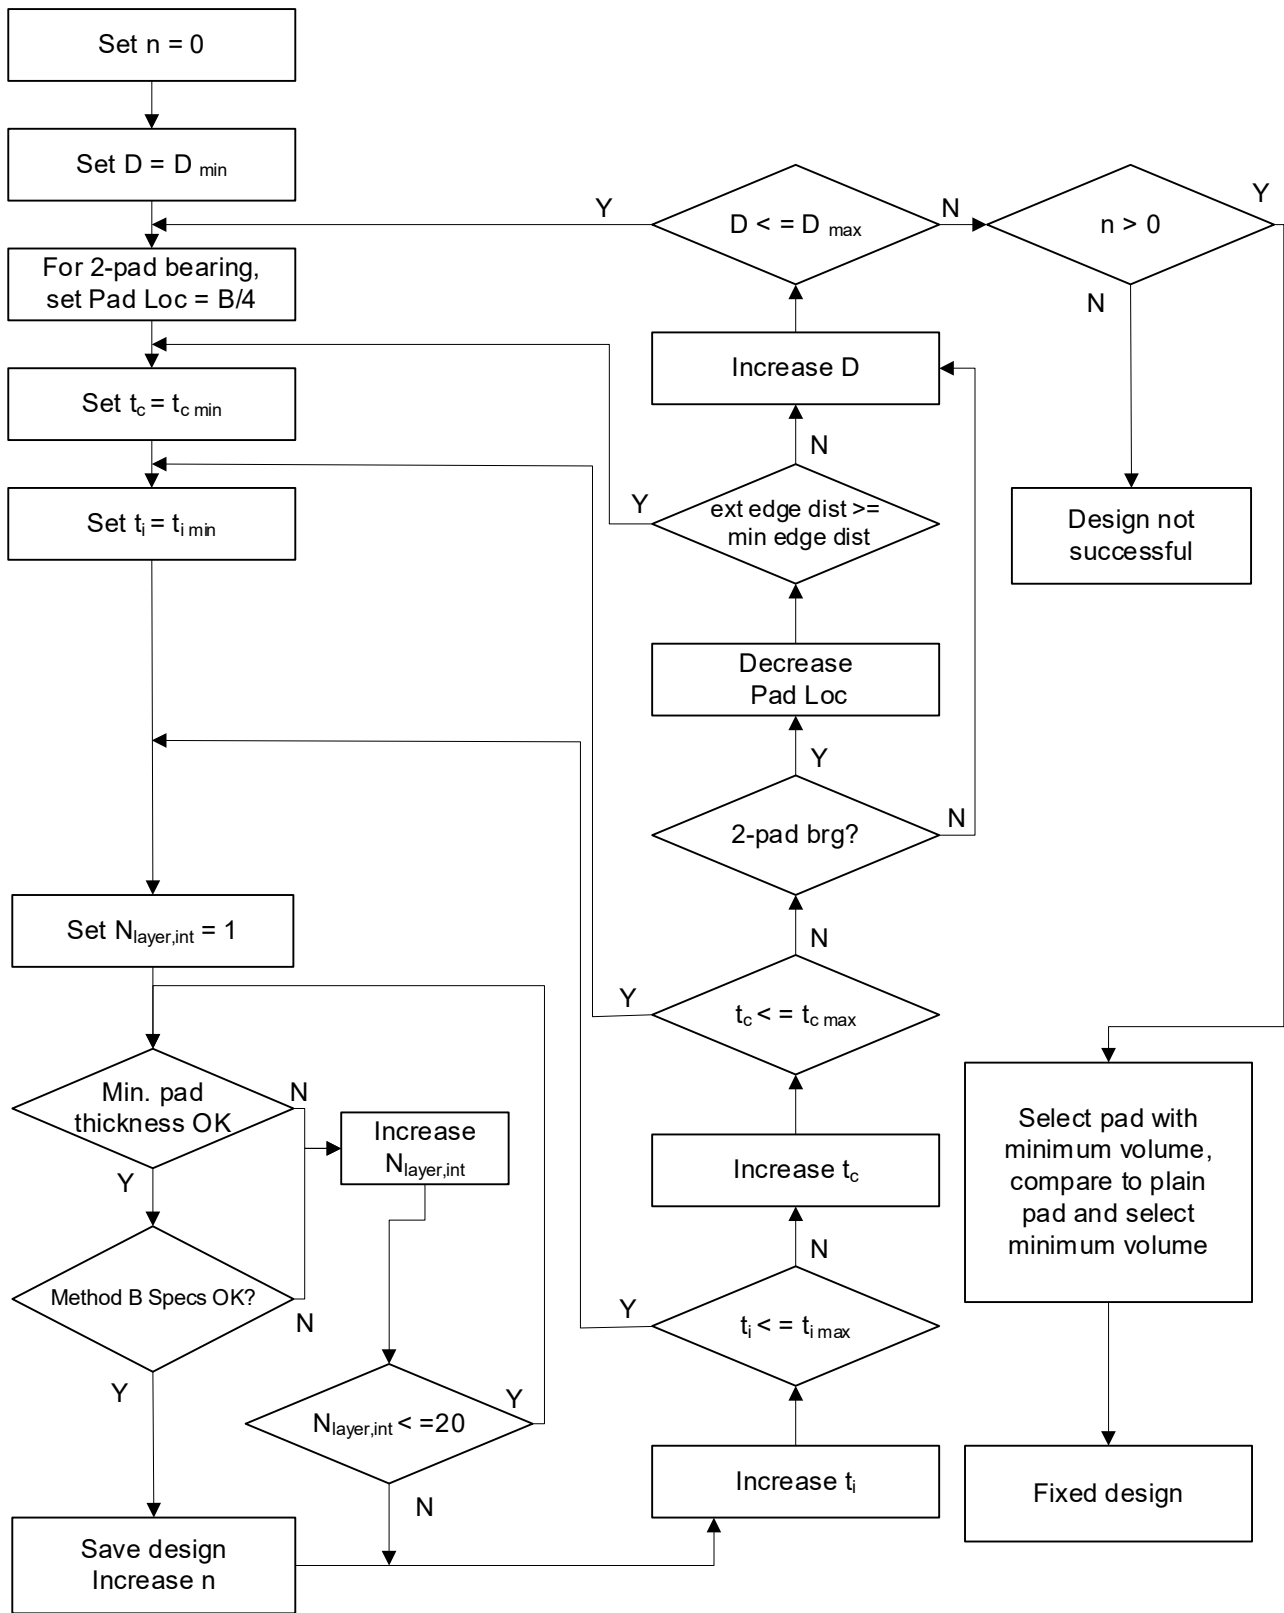 Set n = 0
Set D = D min
For 2-pad bearing,
set Pad Loc = B/4
Set tc = tc min
Set ti = ti min
Set Nlayer,int = 1
Min. pad
thickness OK
N
Y
Increase
Nlayer,int
Method B Specs OK?
N
Y
Nlayer,int < =20
Y
N
Save design
Increase n
Increase ti
ti < = ti max
Y
N
Increase tc
tc < = tc max
Y
N
2-pad brg?
Y
N
Decrease
Pad Loc
ext edge dist >=
min edge dist
Y
N
Increase D
D < = D max
Y
N
n > 0
Y
N
Design not
successful
Select pad with
minimum volume,
compare to plain
pad and select
minimum volume
Fixed design